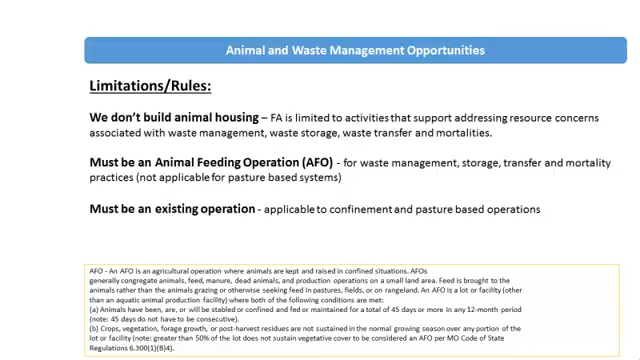 Animal and Waste Management Opportunities
Limitations/Rules:
We don't build animal housing – FA is limited to activities that support addressing resource concerns
associated with waste management, waste storage, waste transfer and mortalities.
Must be an Animal Feeding Operation (AFO) - for waste management, storage, transfer and mortality
practices (not applicable for pasture based systems)
Must be an existing operation - applicable to confinement and pasture based operations
AFO - An AFO is an agricultural operation where animals are kept and raised in confined situations. AFOs
generally congregate animals, feed, manure, dead animals, and production operations on a small land area. Feed is brought to the
animals rather than the animals grazing or otherwise seeking feed in pastures, fields, or on rangeland. An AFO is a lot or facility (other
than an aquatic animal production facility) where both of the following conditions are met:
(a) Animals have been, are, or will be stabled or confined and fed or maintained for a total of 45 days or more in any 12-month period
(note: 45 days do not have to be consecutive).
(b) Crops, vegetation, forage growth, or post-harvest residues are not sustained in the normal growing season over any portion of the
lot or facility (note: greater than 50% of the lot does not sustain vegetative cover to be considered an AFO per MO Code of State
Regulations 6.300(1)(B)4).